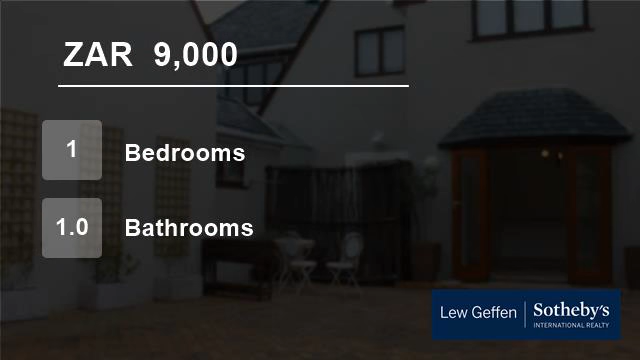 ZAR 9,000
1 Bedrooms
1.0 Bathrooms
Lew Geffen | Sotheby's
INTERNATIONAL REALTY